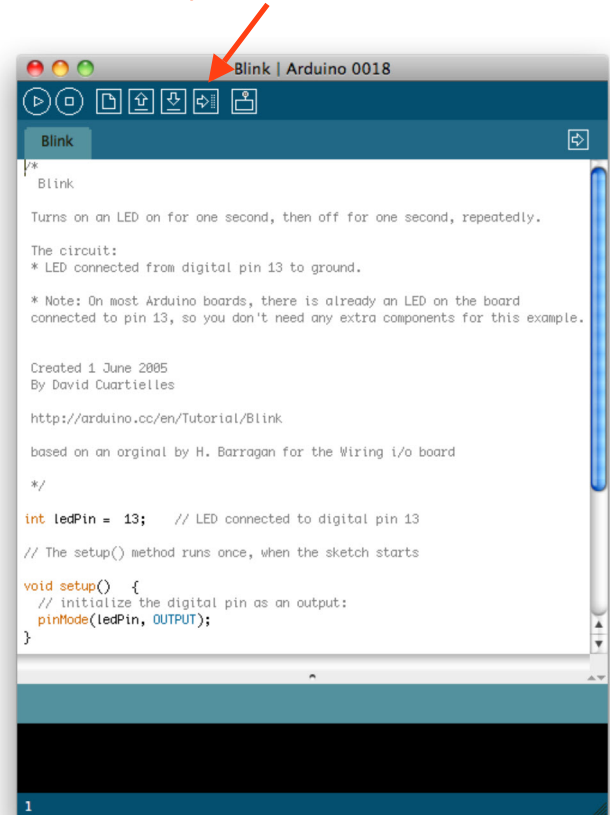 Blink | Arduino 0018
Blink
/*
Blink
Turns on an LED on for one second, then off for one second, repeatedly.
The circuit:
* LED connected from digital pin 13 to ground.
* Note: On most Arduino boards, there is already an LED on the board
connected to pin 13, so you don't need any extra components for this example.
Created 1 June 2005
By David Cuartielles
http://arduino.cc/en/Tutorial/Blink
based on an orginal by H. Barragan for the Wiring i/o board
*/
int ledPin =  13;    // LED connected to digital pin 13
// The setup() method runs once, when the sketch starts
void setup()   {
// initialize the digital pin as an output:
pinMode(ledPin, OUTPUT);
}
1